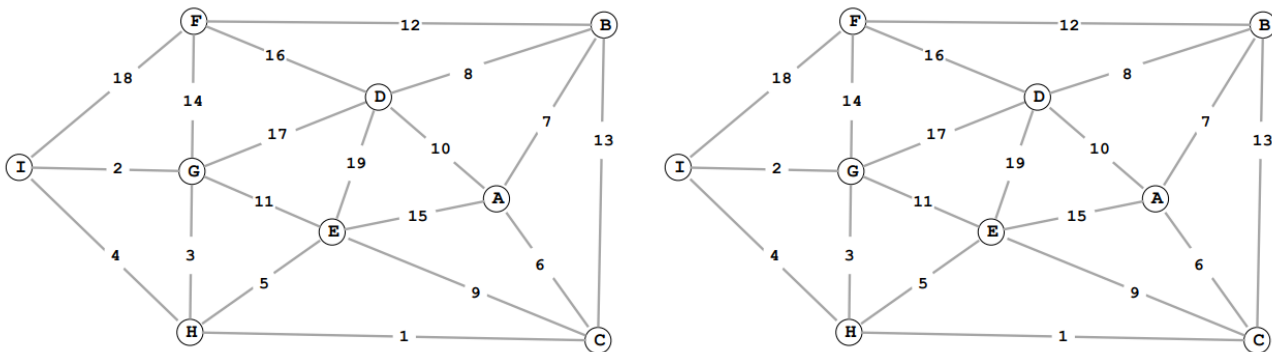 F 12 B F 12 B
16 16
18 8 18 8
D D
14 14
7 7
17 13 17 13
10 10
19 19
I 2 G I 2 G
A A
11 15 11 15
E E
4 3 4 3
6 6
5 9 5 9
H 1 C H 1 C